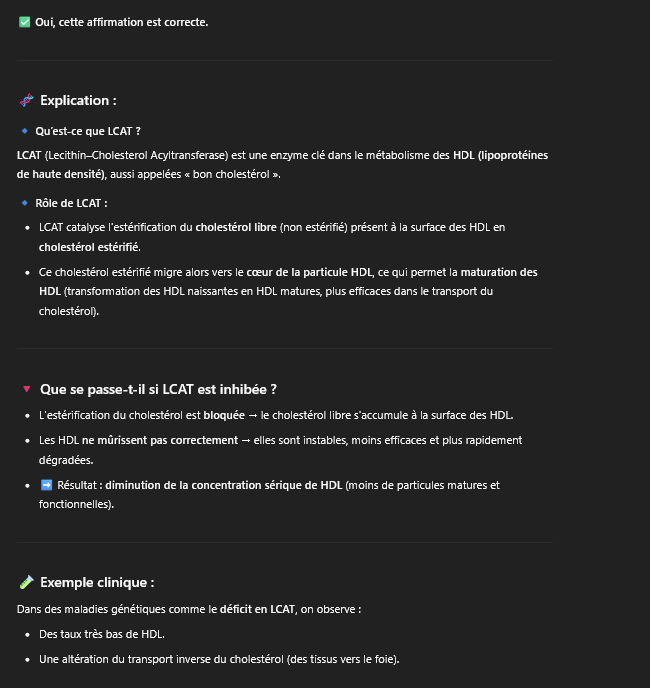 ✅ Oui, cette affirmation est correcte.
🧬 Explication :
🔹 Qu'est-ce que LCAT ?
LCAT (Lecithin–Cholesterol Acyltransferase) est une enzyme clé dans le métabolisme des HDL (lipoprotéines
de haute densité), aussi appelées « bon cholestérol ».
🔹 Rôle de LCAT :
• LCAT catalyse l'estérification du cholestérol libre (non estérifié) présent à la surface des HDL en
cholestérol estérifié.
• Ce cholestérol estérifié migre alors vers le cœur de la particule HDL, ce qui permet la maturation des
HDL (transformation des HDL naissantes en HDL matures, plus efficaces dans le transport du
cholestérol).
🔻 Que se passe-t-il si LCAT est inhibée ?
• L'estérification du cholestérol est bloquée → le cholestérol libre s'accumule à la surface des HDL.
• Les HDL ne mûrissent pas correctement → elles sont instables, moins efficaces et plus rapidement
dégradées.
• ➡️ Résultat : diminution de la concentration sérique de HDL (moins de particules matures et
fonctionnelles).
🧪 Exemple clinique :
Dans des maladies génétiques comme le déficit en LCAT, on observe :
• Des taux très bas de HDL.
• Une altération du transport inverse du cholestérol (des tissus vers le foie).